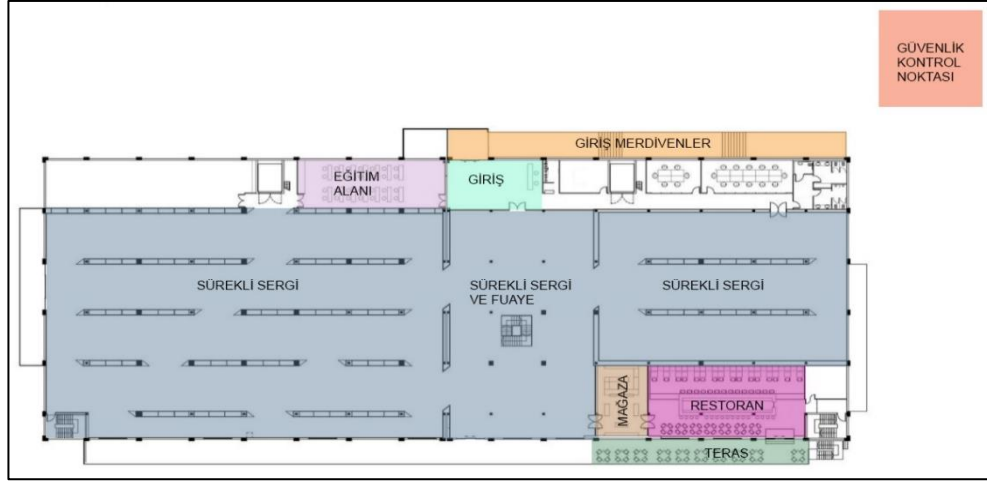 GÜVENLİK
KONTROL
NOKTASI
GİRİŞ MERDİVENLER
EĞİTİM
ALANI
GİRİŞ
SÜREKLİ SERGİ
SÜREKLİ SERGİ
VE FUAYE
SÜREKLİ SERGİ
MAĞAZA
RESTORAN
TERAS